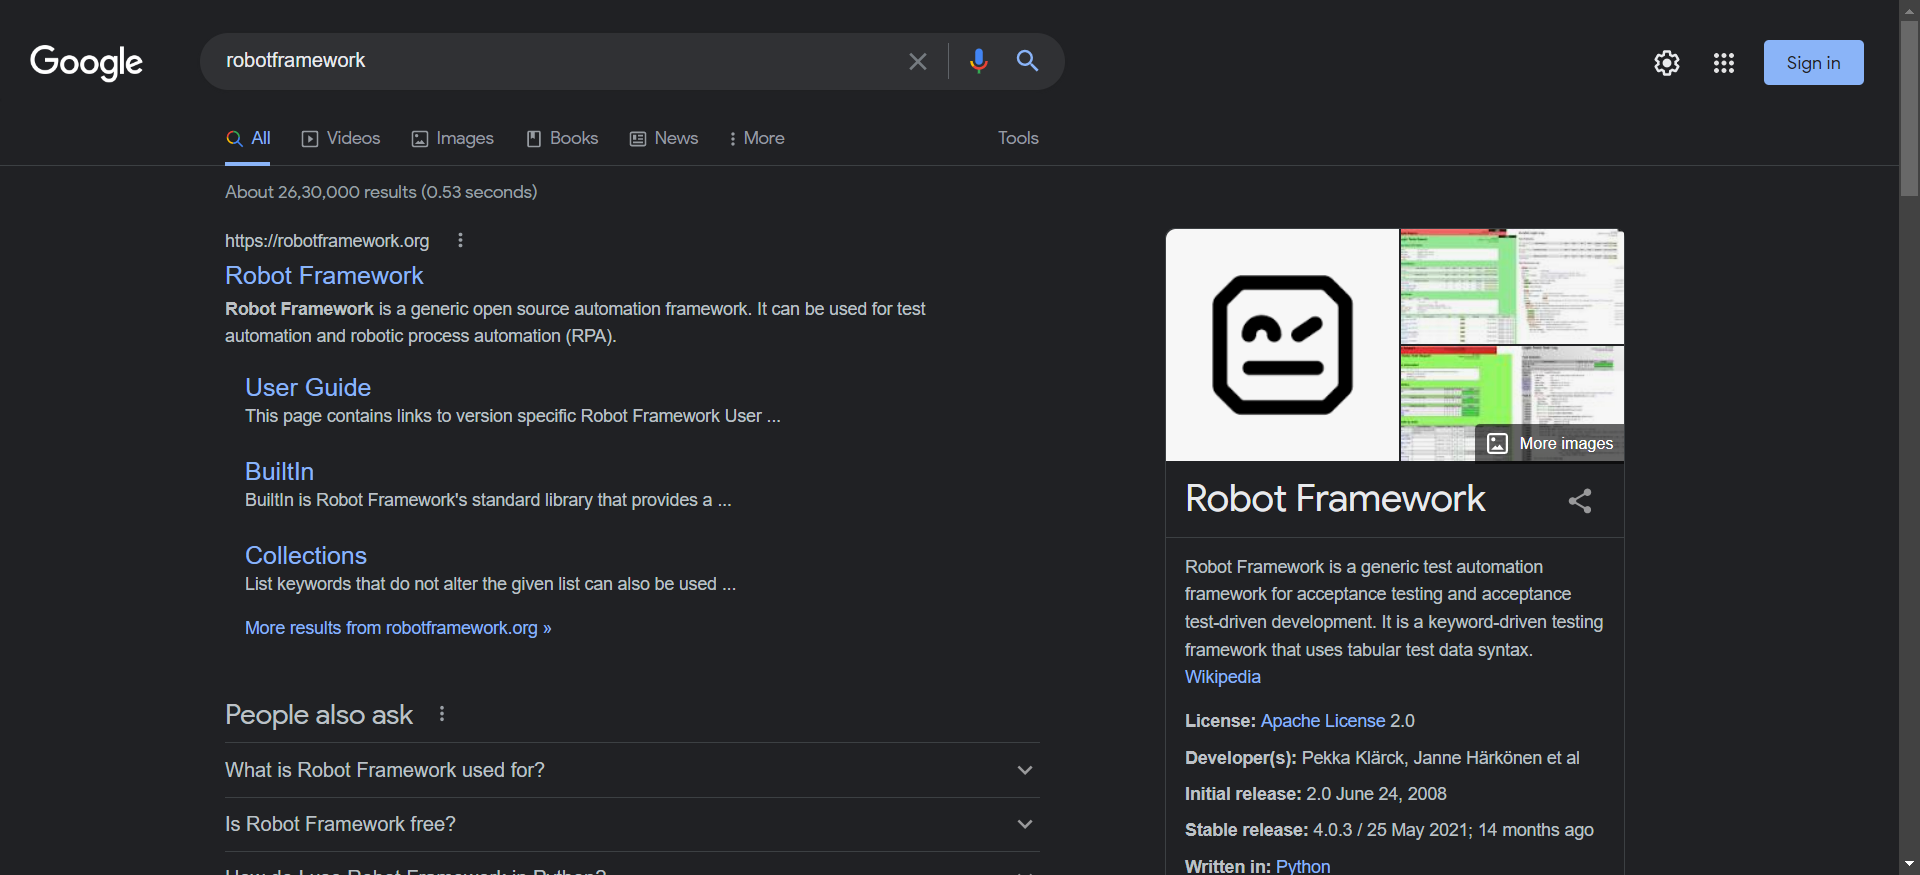 Google
robotframework
Sign in
All
Videos
Images
Books
News
More
Tools
About 26,30,000 results (0.53 seconds)
https://robotframework.org
Robot Framework
Robot Framework is a generic open source automation framework. It can be used for test
automation and robotic process automation (RPA).
User Guide
This page contains links to version specific Robot Framework User ...
BuiltIn
BuiltIn is Robot Framework's standard library that provides a ...
Collections
List keywords that do not alter the given list can also be used ...
More results from robotframework.org »
People also ask
What is Robot Framework used for?
Is Robot Framework free?
How do I use Robot Framework in Python?
More images
Robot Framework
Robot Framework is a generic test automation
framework for acceptance testing and acceptance
test-driven development. It is a keyword-driven testing
framework that uses tabular test data syntax.
Wikipedia
License: Apache License 2.0
Developer(s): Pekka Klärck, Janne Härkönen et al
Initial release: 2.0 June 24, 2008
Stable release: 4.0.3 / 25 May 2021; 14 months ago
Written in: Python